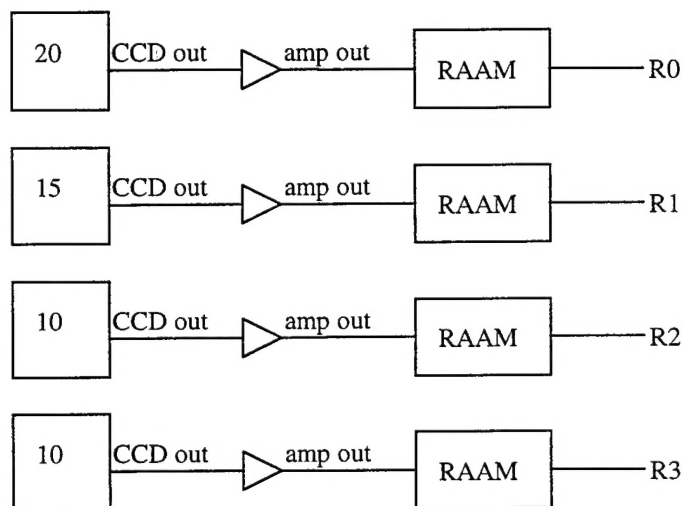 20 CCD out amp out RAAM R0
15 CCD out amp out RAAM R1
10 CCD out amp out RAAM R2
10 CCD out amp out RAAM R3